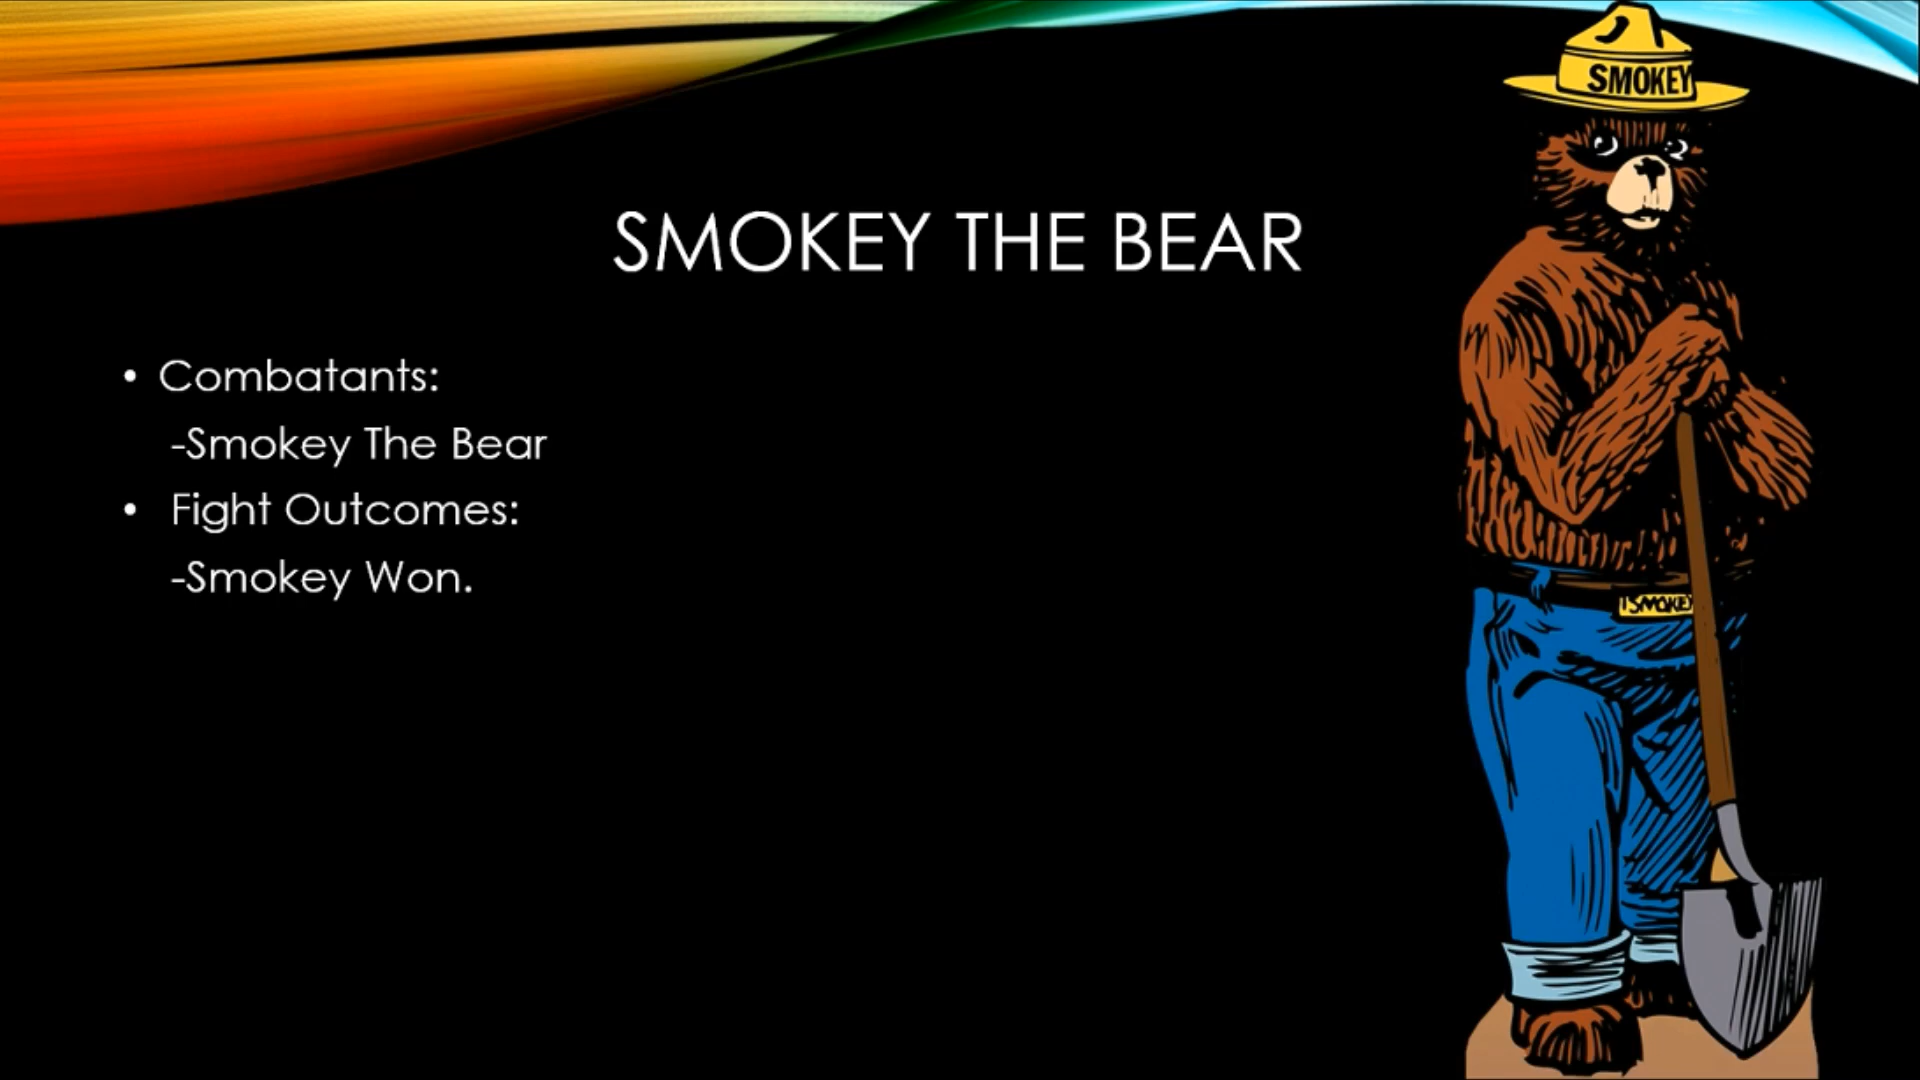 SMOKEY
SMOKEY THE BEAR
• Combatants:
-Smokey The Bear
• Fight Outcomes:
-Smokey Won.
SMOKEY